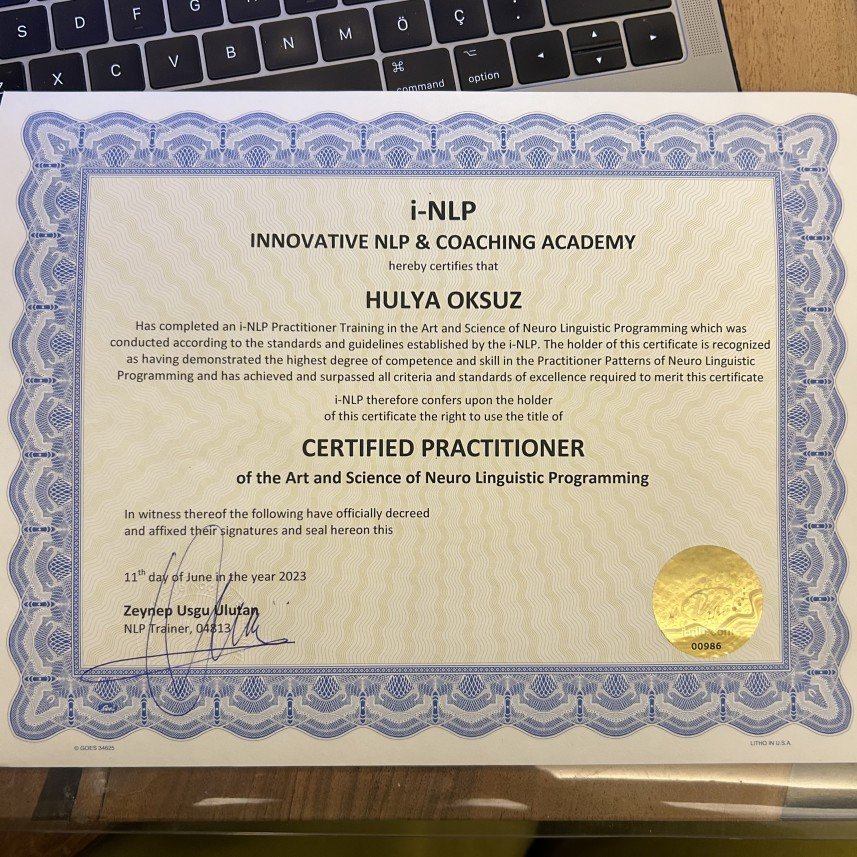 S D F G H J K L Ş
X C V B N M Ö Ç .
⌘ command
⌥ option
i-NLP
INNOVATIVE NLP & COACHING ACADEMY
hereby certifies that
HULYA OKSUZ
Has completed an i-NLP Practitioner Training in the Art and Science of Neuro Linguistic Programming which was
conducted according to the standards and guidelines established by the i-NLP. The holder of this certificate is recognized
as having demonstrated the highest degree of competence and skill in the Practitioner Patterns of Neuro Linguistic
Programming and has achieved and surpassed all criteria and standards of excellence required to merit this certificate
i-NLP therefore confers upon the holder
of this certificate the right to use the title of
CERTIFIED PRACTITIONER
of the Art and Science of Neuro Linguistic Programming
In witness thereof the following have officially decreed
and affixed their signatures and seal hereon this
11th day of June in the year 2023
Zeynep Usgu Ulutan
NLP Trainer, 04813
00986
© GOES 34625
LITHO IN U.S.A.